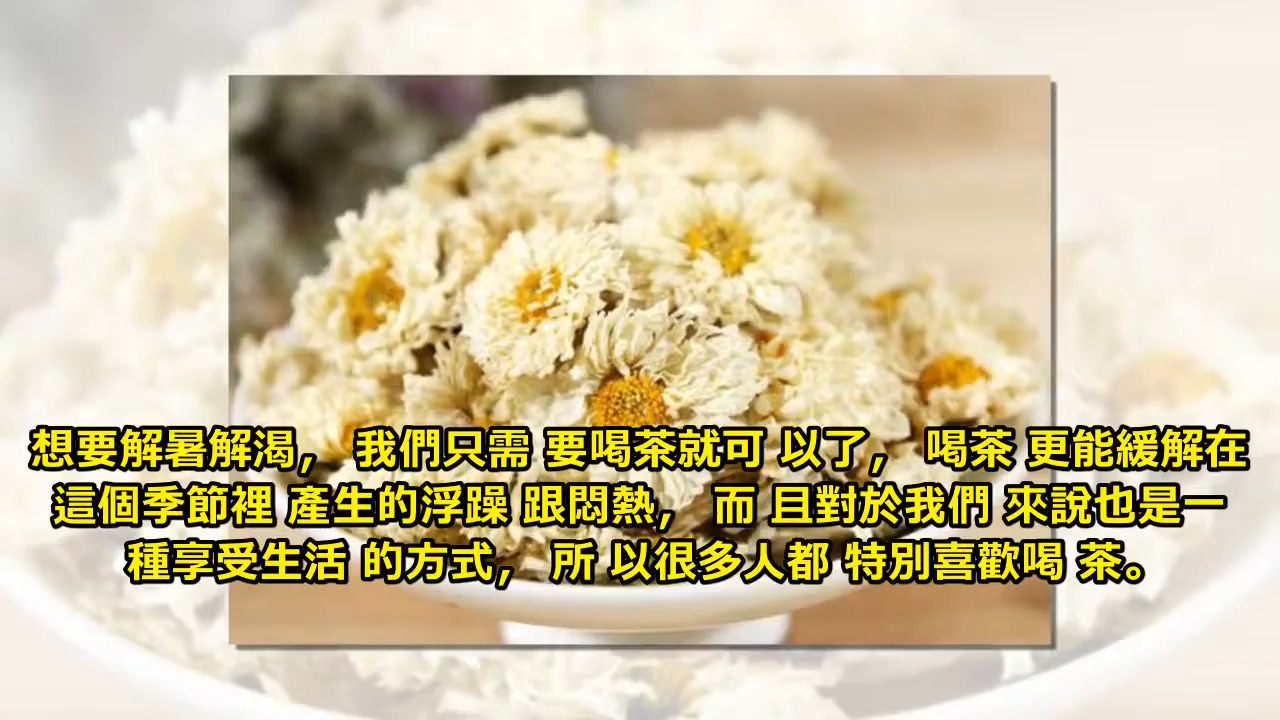 想要解暑解渴， 我們只需 要喝茶就可 以了， 喝茶 更能緩解在
這個季節裡 產生的浮躁 跟悶熱， 而 且對於我們 來說也是一
種享受生活 的方式， 所 以很多人都 特別喜歡喝 茶。